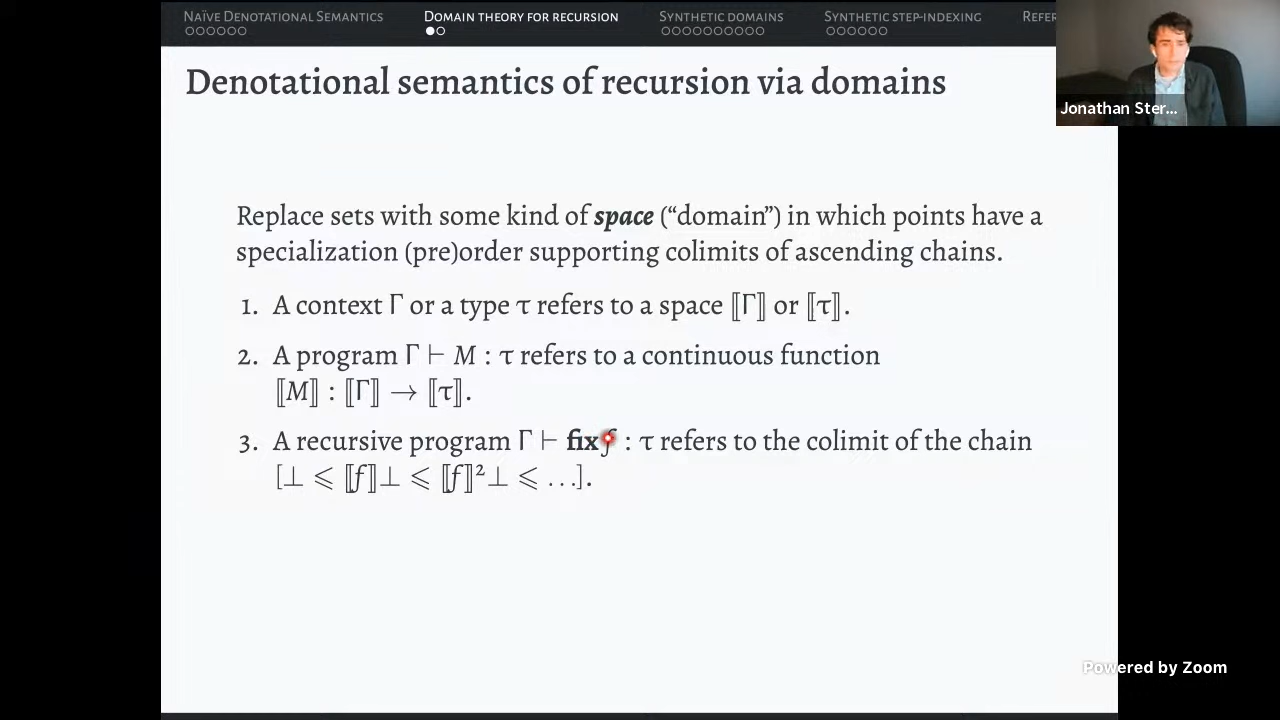 Naïve Denotational Semantics Domain theory for recursion Synthetic domains Synthetic step-indexing Refer
Denotational semantics of recursion via domains
Jonathan Ster...
Replace sets with some kind of space (“domain”) in which points have a
specialization (pre)order supporting colimits of ascending chains.
1. A context Γ or a type τ refers to a space ⟦Γ⟧ or ⟦τ⟧.
2. A program Γ ⊢ M : τ refers to a continuous function
⟦M⟧ : ⟦Γ⟧ → ⟦τ⟧.
3. A recursive program Γ ⊢ fix f : τ refers to the colimit of the chain
[⊥ ⩽ ⟦f⟧⊥ ⩽ ⟦f⟧²⊥ ⩽ …].
Powered by Zoom